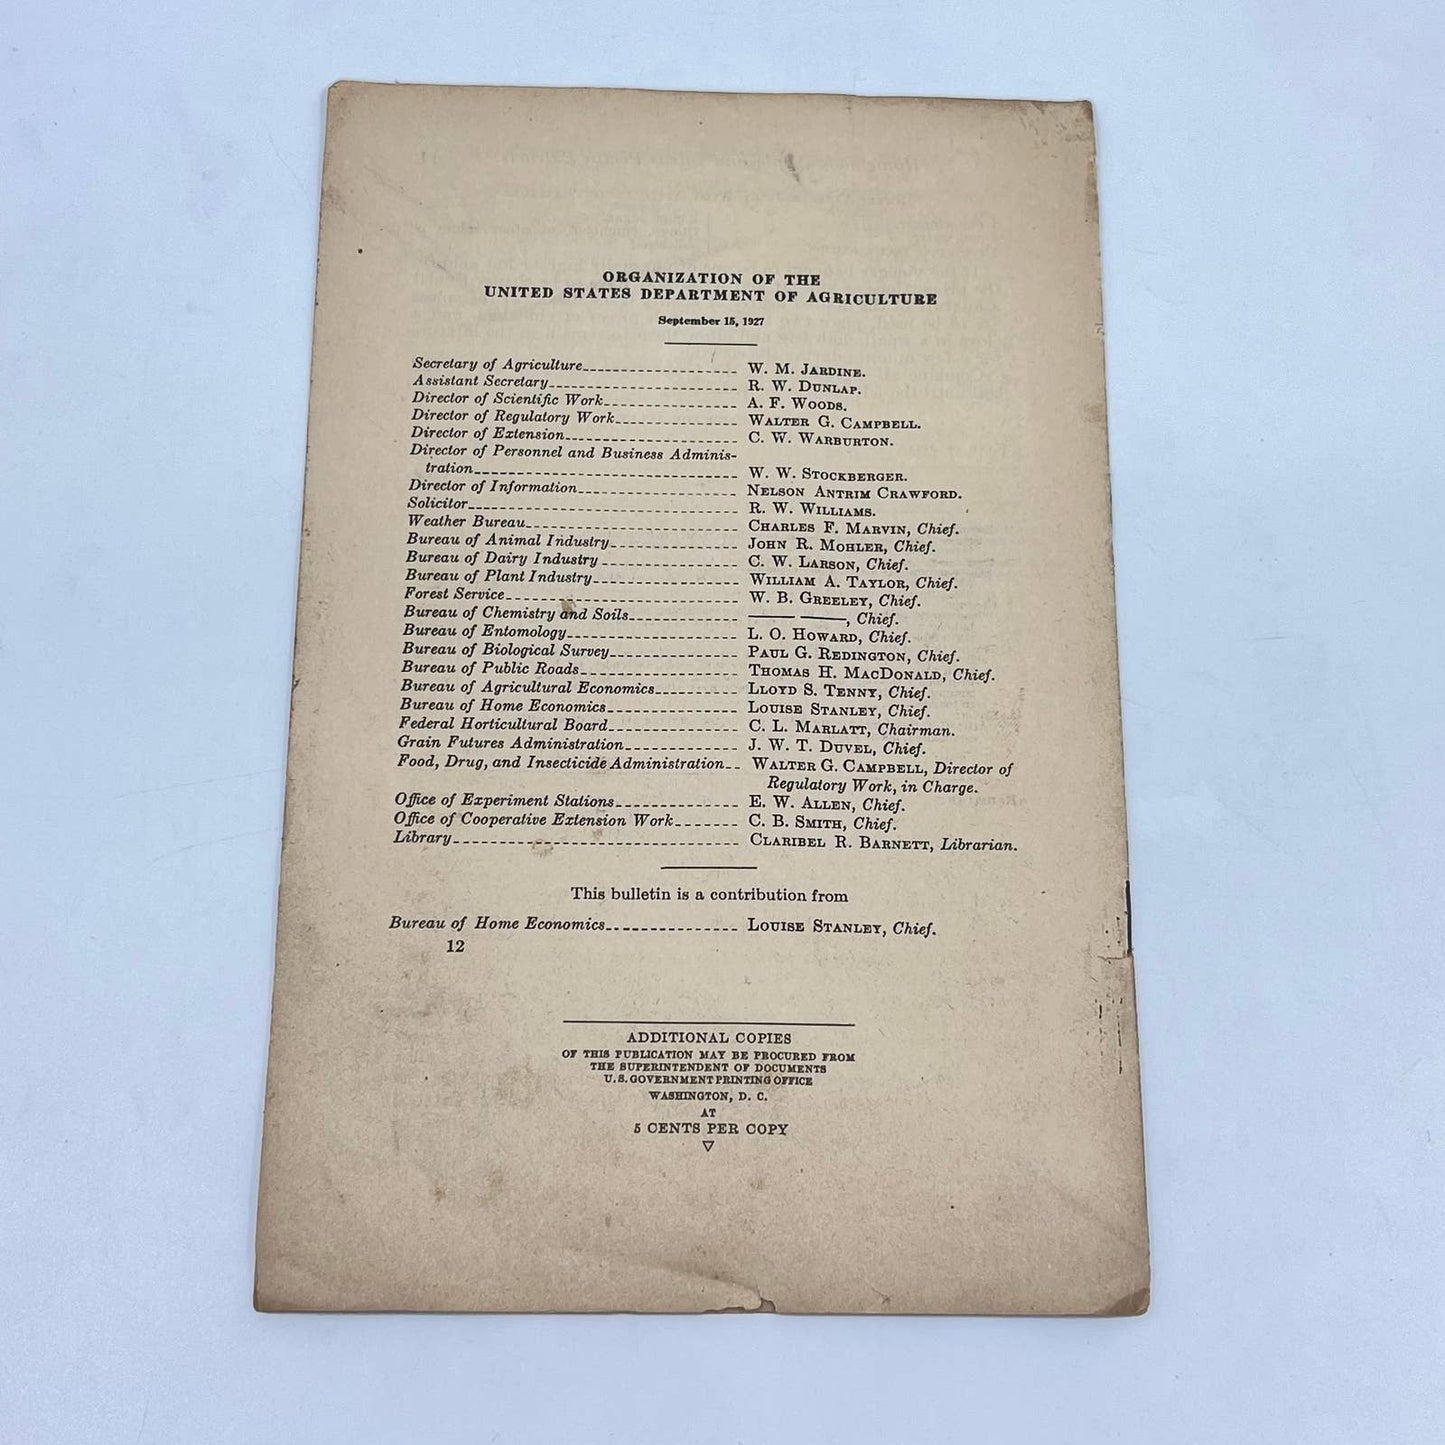 ORGANIZATION OF THE
UNITED STATES DEPARTMENT OF AGRICULTURE
September 15, 1927
Secretary of Agriculture W. M. JARDINE.
Assistant Secretary R. W. DUNLAP.
Director of Scientific Work A. F. WOODS.
Director of Regulatory Work WALTER G. CAMPBELL.
Director of Extension C. W. WARBURTON.
Director of Personnel and Business Adminis-
tration W. W. STOCKBERGER.
Director of Information NELSON ANTRIM CRAWFORD.
Solicitor R. W. WILLIAMS.
Weather Bureau CHARLES F. MARVIN, Chief.
Bureau of Animal Industry JOHN R. MOHLER, Chief.
Bureau of Dairy Industry C. W. LARSON, Chief.
Bureau of Plant Industry WILLIAM A. TAYLOR, Chief.
Forest Service W. B. GREELEY, Chief.
Bureau of Chemistry and Soils —— ——, Chief.
Bureau of Entomology L. O. HOWARD, Chief.
Bureau of Biological Survey PAUL G. REDINGTON, Chief.
Bureau of Public Roads THOMAS H. MACDONALD, Chief.
Bureau of Agricultural Economics LLOYD S. TENNY, Chief.
Bureau of Home Economics LOUISE STANLEY, Chief.
Federal Horticultural Board C. L. MARLATT, Chairman.
Grain Futures Administration J. W. T. DUVEL, Chief.
Food, Drug, and Insecticide Administration WALTER G. CAMPBELL, Director of
Regulatory Work, in Charge.
Office of Experiment Stations E. W. ALLEN, Chief.
Office of Cooperative Extension Work C. B. SMITH, Chief.
Library CLARIBEL R. BARNETT, Librarian.
This bulletin is a contribution from
Bureau of Home Economics LOUISE STANLEY, Chief.
12
ADDITIONAL COPIES
OF THIS PUBLICATION MAY BE PROCURED FROM
THE SUPERINTENDENT OF DOCUMENTS
U.S. GOVERNMENT PRINTING OFFICE
WASHINGTON, D. C.
AT
5 CENTS PER COPY